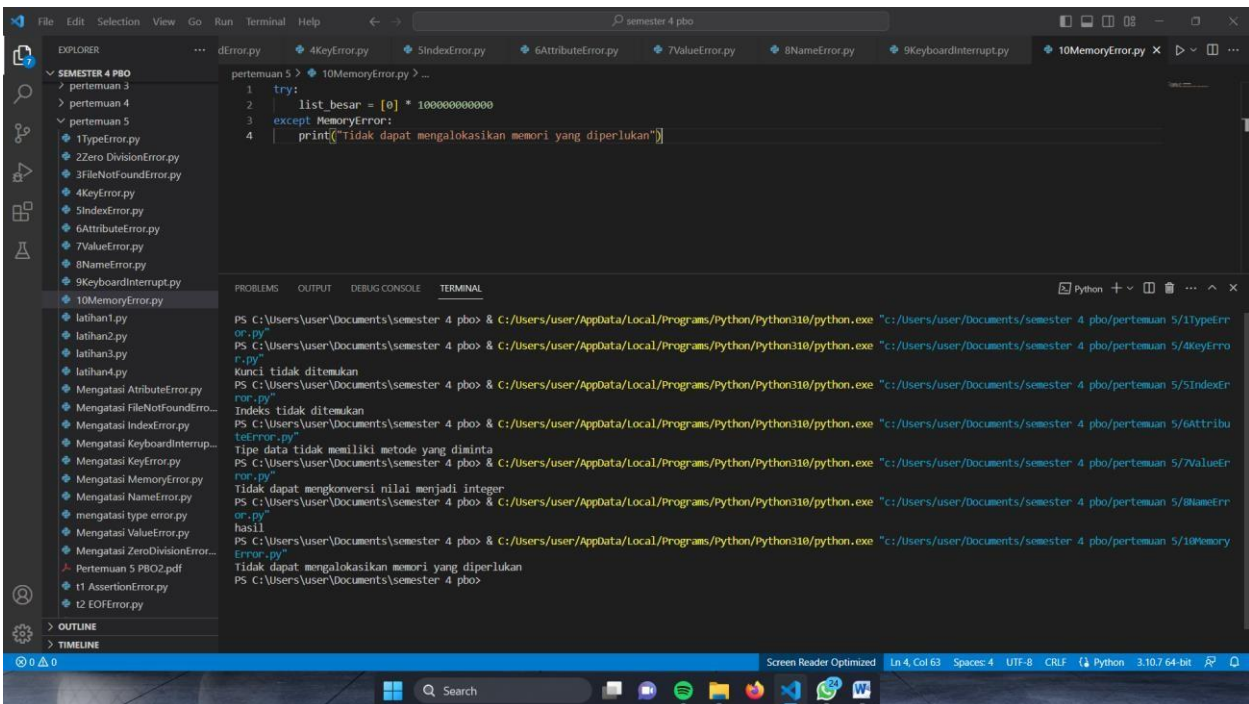 File Edit Selection View Go Run Terminal Help
semester 4 pbo
EXPLORER
SEMESTER 4 PBO
pertemuan 3
pertemuan 4
pertemuan 5
1TypeError.py
2Zero DivisionError.py
3FileNotFoundError.py
4KeyError.py
5IndexError.py
6AttributeError.py
7ValueError.py
8NameError.py
9KeyboardInterrupt.py
10MemoryError.py
latihan1.py
latihan2.py
latihan3.py
latihan4.py
Mengatasi AtributeError.py
Mengatasi FileNotFoundErro...
Mengatasi IndexError.py
Mengatasi KeyboardInterrup...
Mengatasi KeyError.py
Mengatasi MemoryError.py
Mengatasi NameError.py
mengatasi type error.py
Mengatasi ValueError.py
Mengatasi ZeroDivisionError...
Pertemuan 5 PBO2.pdf
t1 AssertionError.py
t2 EOFError.py
OUTLINE
TIMELINE
dError.py 4KeyError.py 5IndexError.py 6AttributeError.py 7ValueError.py 8NameError.py 9KeyboardInterrupt.py 10MemoryError.py
pertemuan 5 > 10MemoryError.py > ...
1 try:
2 list_besar = [0] * 100000000000
3 except MemoryError:
4 print("Tidak dapat mengalokasikan memori yang diperlukan")
PROBLEMS OUTPUT DEBUG CONSOLE TERMINAL
Python
PS C:\Users\user\Documents\semester 4 pbo> & C:/Users/user/AppData/Local/Programs/Python/Python310/python.exe "c:/Users/user/Documents/semester 4 pbo/pertemuan 5/1TypeErr
or.py"
PS C:\Users\user\Documents\semester 4 pbo> & C:/Users/user/AppData/Local/Programs/Python/Python310/python.exe "c:/Users/user/Documents/semester 4 pbo/pertemuan 5/4KeyErro
r.py"
Kunci tidak ditemukan
PS C:\Users\user\Documents\semester 4 pbo> & C:/Users/user/AppData/Local/Programs/Python/Python310/python.exe "c:/Users/user/Documents/semester 4 pbo/pertemuan 5/5IndexEr
ror.py"
Indeks tidak ditemukan
PS C:\Users\user\Documents\semester 4 pbo> & C:/Users/user/AppData/Local/Programs/Python/Python310/python.exe "c:/Users/user/Documents/semester 4 pbo/pertemuan 5/6Attribu
teError.py"
Tipe data tidak memiliki metode yang diminta
PS C:\Users\user\Documents\semester 4 pbo> & C:/Users/user/AppData/Local/Programs/Python/Python310/python.exe "c:/Users/user/Documents/semester 4 pbo/pertemuan 5/7ValueEr
ror.py"
Tidak dapat mengkonversi nilai menjadi integer
PS C:\Users\user\Documents\semester 4 pbo> & C:/Users/user/AppData/Local/Programs/Python/Python310/python.exe "c:/Users/user/Documents/semester 4 pbo/pertemuan 5/8NameErr
or.py"
hasil
PS C:\Users\user\Documents\semester 4 pbo> & C:/Users/user/AppData/Local/Programs/Python/Python310/python.exe "c:/Users/user/Documents/semester 4 pbo/pertemuan 5/10Memory
Error.py"
Tidak dapat mengalokasikan memori yang diperlukan
PS C:\Users\user\Documents\semester 4 pbo>
0 0 Screen Reader Optimized Ln 4, Col 63 Spaces: 4 UTF-8 CRLF Python 3.10.7 64-bit
Search
24